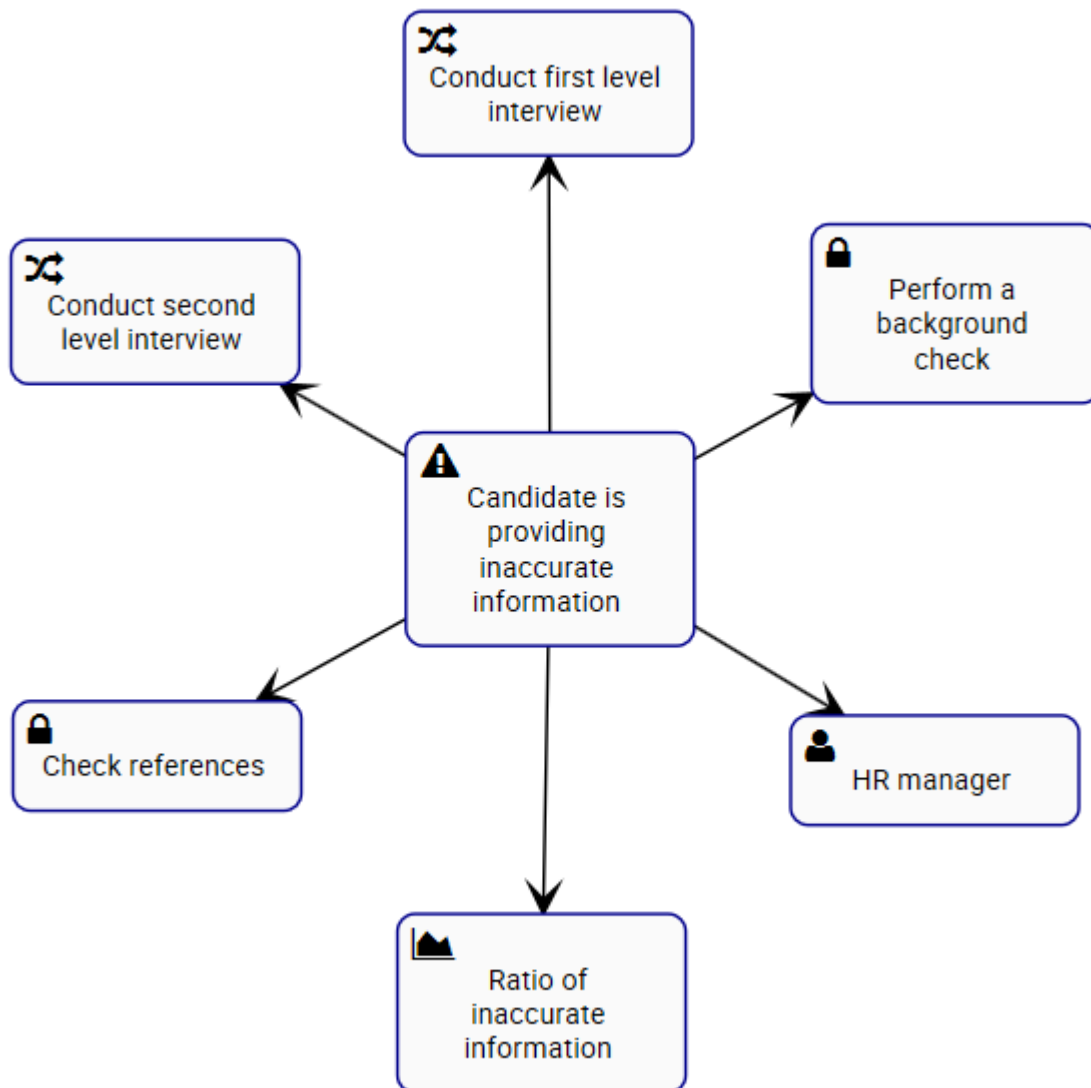 Conduct first level
interview
Conduct second
level interview
Perform a
background
check
Candidate is
providing
inaccurate
information
Check references
HR manager
Ratio of
inaccurate
information